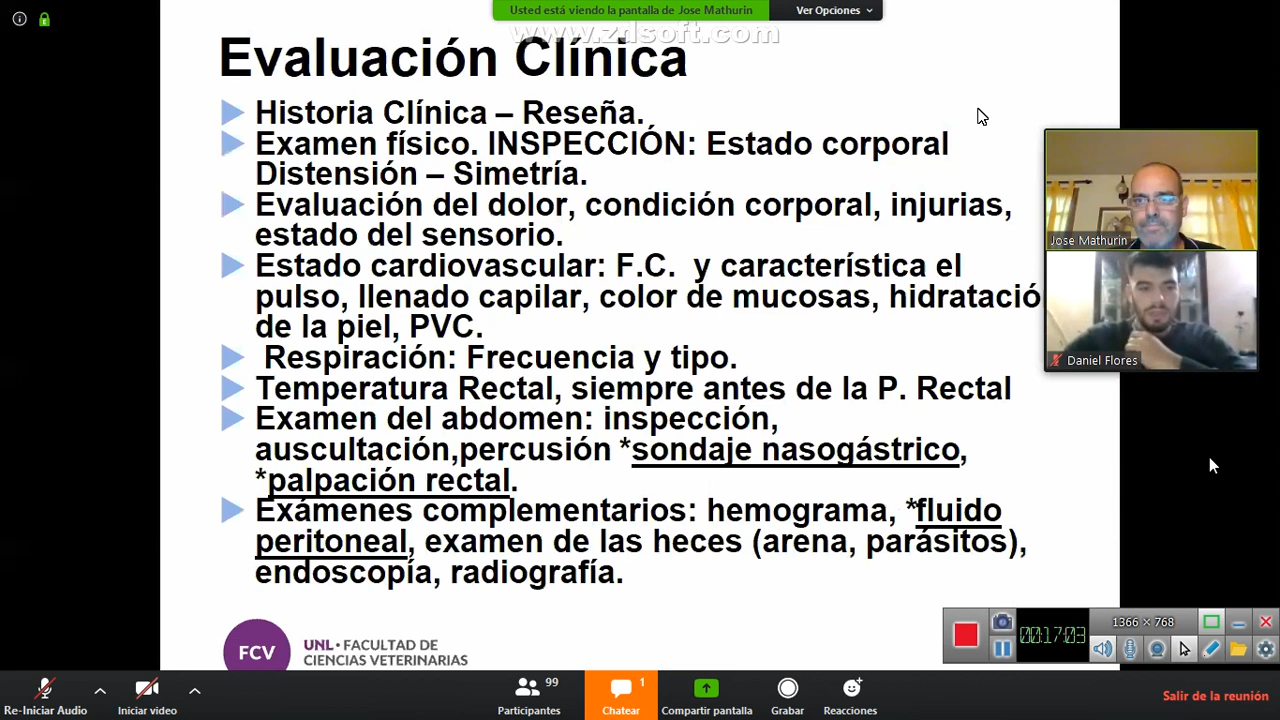 Usted está viendo la pantalla de Jose Mathurin
Ver Opciones
www.zdsoft.com
Evaluación Clínica
Historia Clínica – Reseña.
Examen físico. INSPECCIÓN: Estado corporal
Distensión – Simetría.
Evaluación del dolor, condición corporal, injurias,
estado del sensorio.
Estado cardiovascular: F.C. y característica el
pulso, llenado capilar, color de mucosas, hidratació
de la piel, PVC.
Respiración: Frecuencia y tipo.
Temperatura Rectal, siempre antes de la P. Rectal
Examen del abdomen: inspección,
auscultación,percusión *sondaje nasogástrico,
*palpación rectal.
Exámenes complementarios: hemograma, *fluido
peritoneal, examen de las heces (arena, parásitos),
endoscopía, radiografía.
Jose Mathurin
Daniel Flores
FCV
UNL • FACULTAD DE
CIENCIAS VETERINARIAS
1366 × 768
00:17:03
Re-Iniciar Audio
Iniciar video
99
Participantes
1
Chatear
Compartir pantalla
Grabar
Reacciones
Salir de la reunión